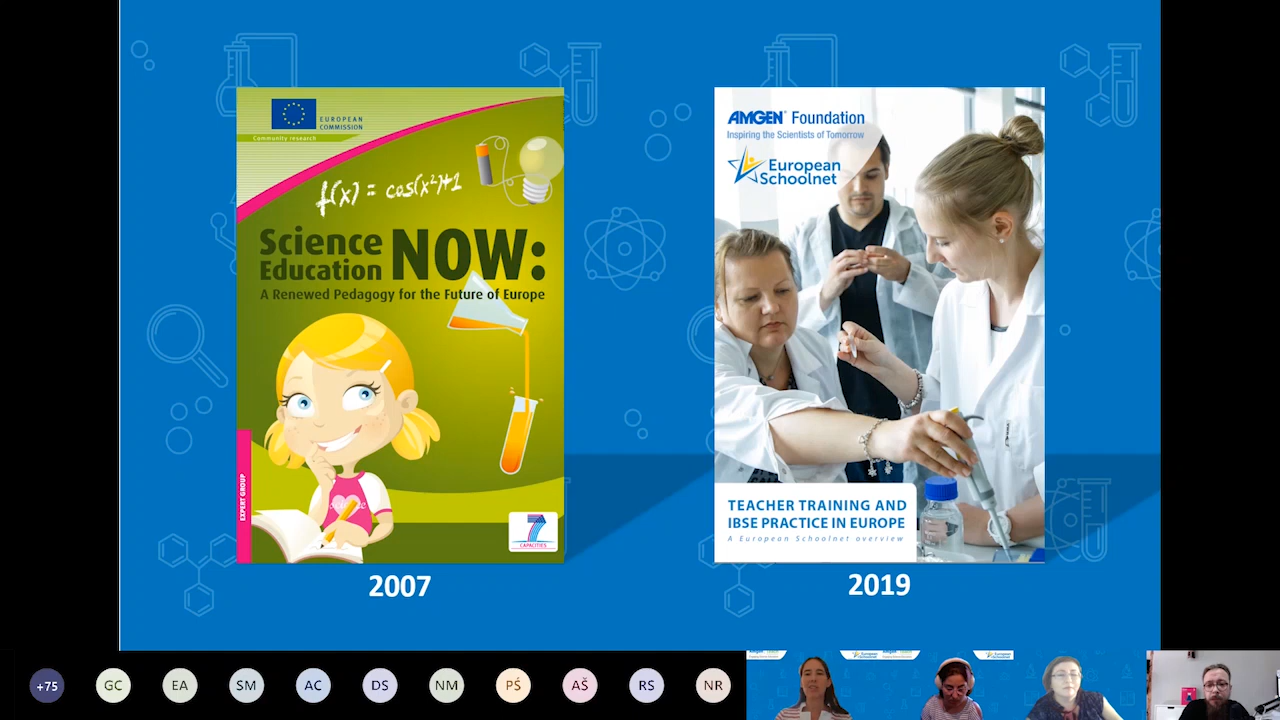 EUROPEAN
COMMISSION
Community research
f(x) = cos(x²)+1
Science
Education NOW:
A Renewed Pedagogy for the Future of Europe
EXPERT GROUP
7
CAPACITIES
2007
AMGEN® Foundation
Inspiring the Scientists of Tomorrow
European
Schoolnet
TEACHER TRAINING AND
IBSE PRACTICE IN EUROPE
A European Schoolnet overview
2019
+75
GC
EA
SM
AC
DS
NM
PŚ
AŠ
RS
NR